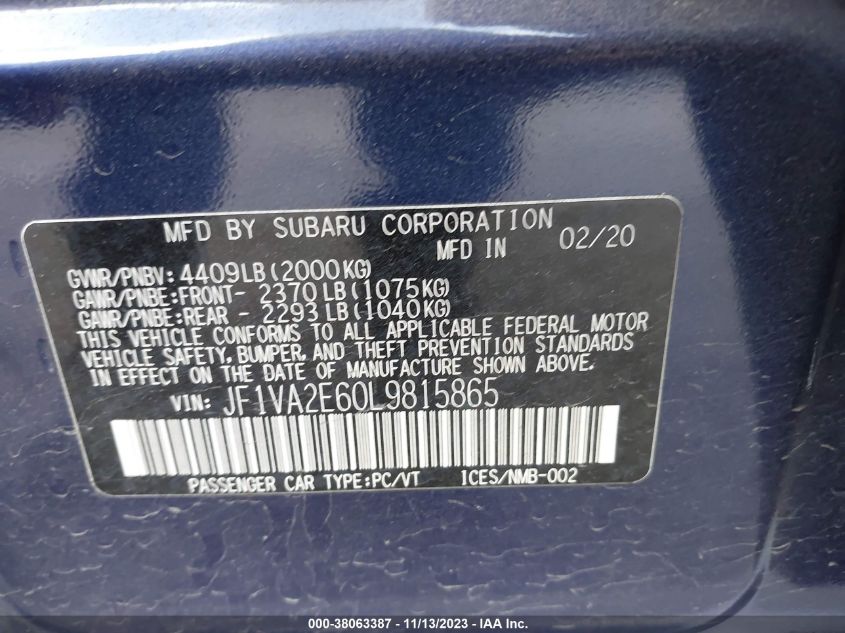 MFD BY SUBARU CORPORATION
MFD IN 02/20
GVWR/PNBV: 4409LB(2000KG)
GAWR/PNBE:FRONT- 2370LB(1075KG)
GAWR/PNBE:REAR - 2293LB(1040KG)
THIS VEHICLE CONFORMS TO ALL APPLICABLE FEDERAL MOTOR
VEHICLE SAFETY, BUMPER, AND THEFT PREVENTION STANDARDS
IN EFFECT ON THE DATE OF MANUFACTURE SHOWN ABOVE.
VIN: JF1VA2E60L9815865
PASSENGER CAR TYPE:PC/VT ICES/NMB-002
000-38063387 - 11/13/2023 - IAAI.com